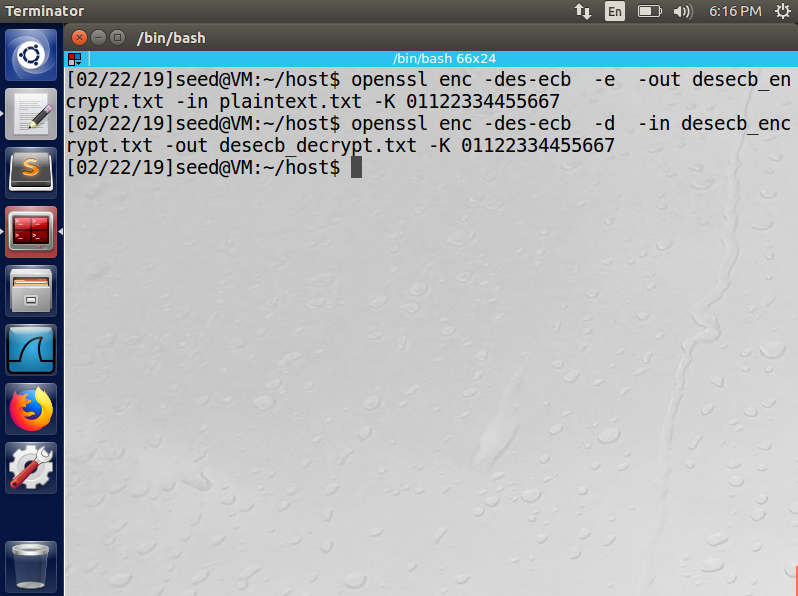 Terminator
En
6:16 PM
/bin/bash
/bin/bash 66x24
[02/22/19]seed@VM:~/host$ openssl enc -des-ecb  -e  -out desecb_en
crypt.txt -in plaintext.txt -K 01122334455667
[02/22/19]seed@VM:~/host$ openssl enc -des-ecb  -d  -in desecb_enc
rypt.txt -out desecb_decrypt.txt -K 01122334455667
[02/22/19]seed@VM:~/host$